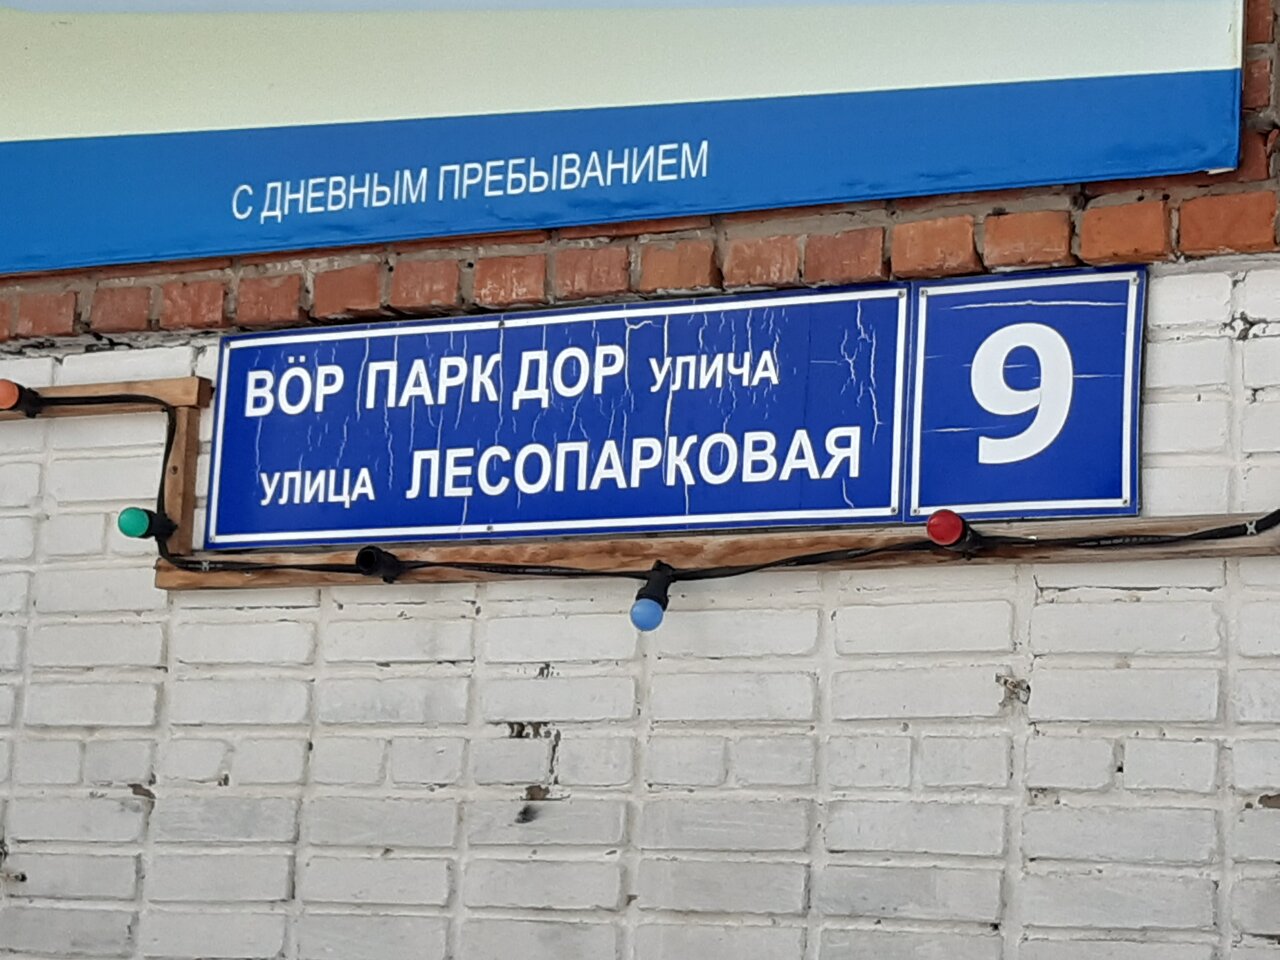 С ДНЕВНЫМ ПРЕБЫВАНИЕМ
ВӦР ПАРК ДОР УЛИЧА
УЛИЦА ЛЕСОПАРКОВАЯ
9